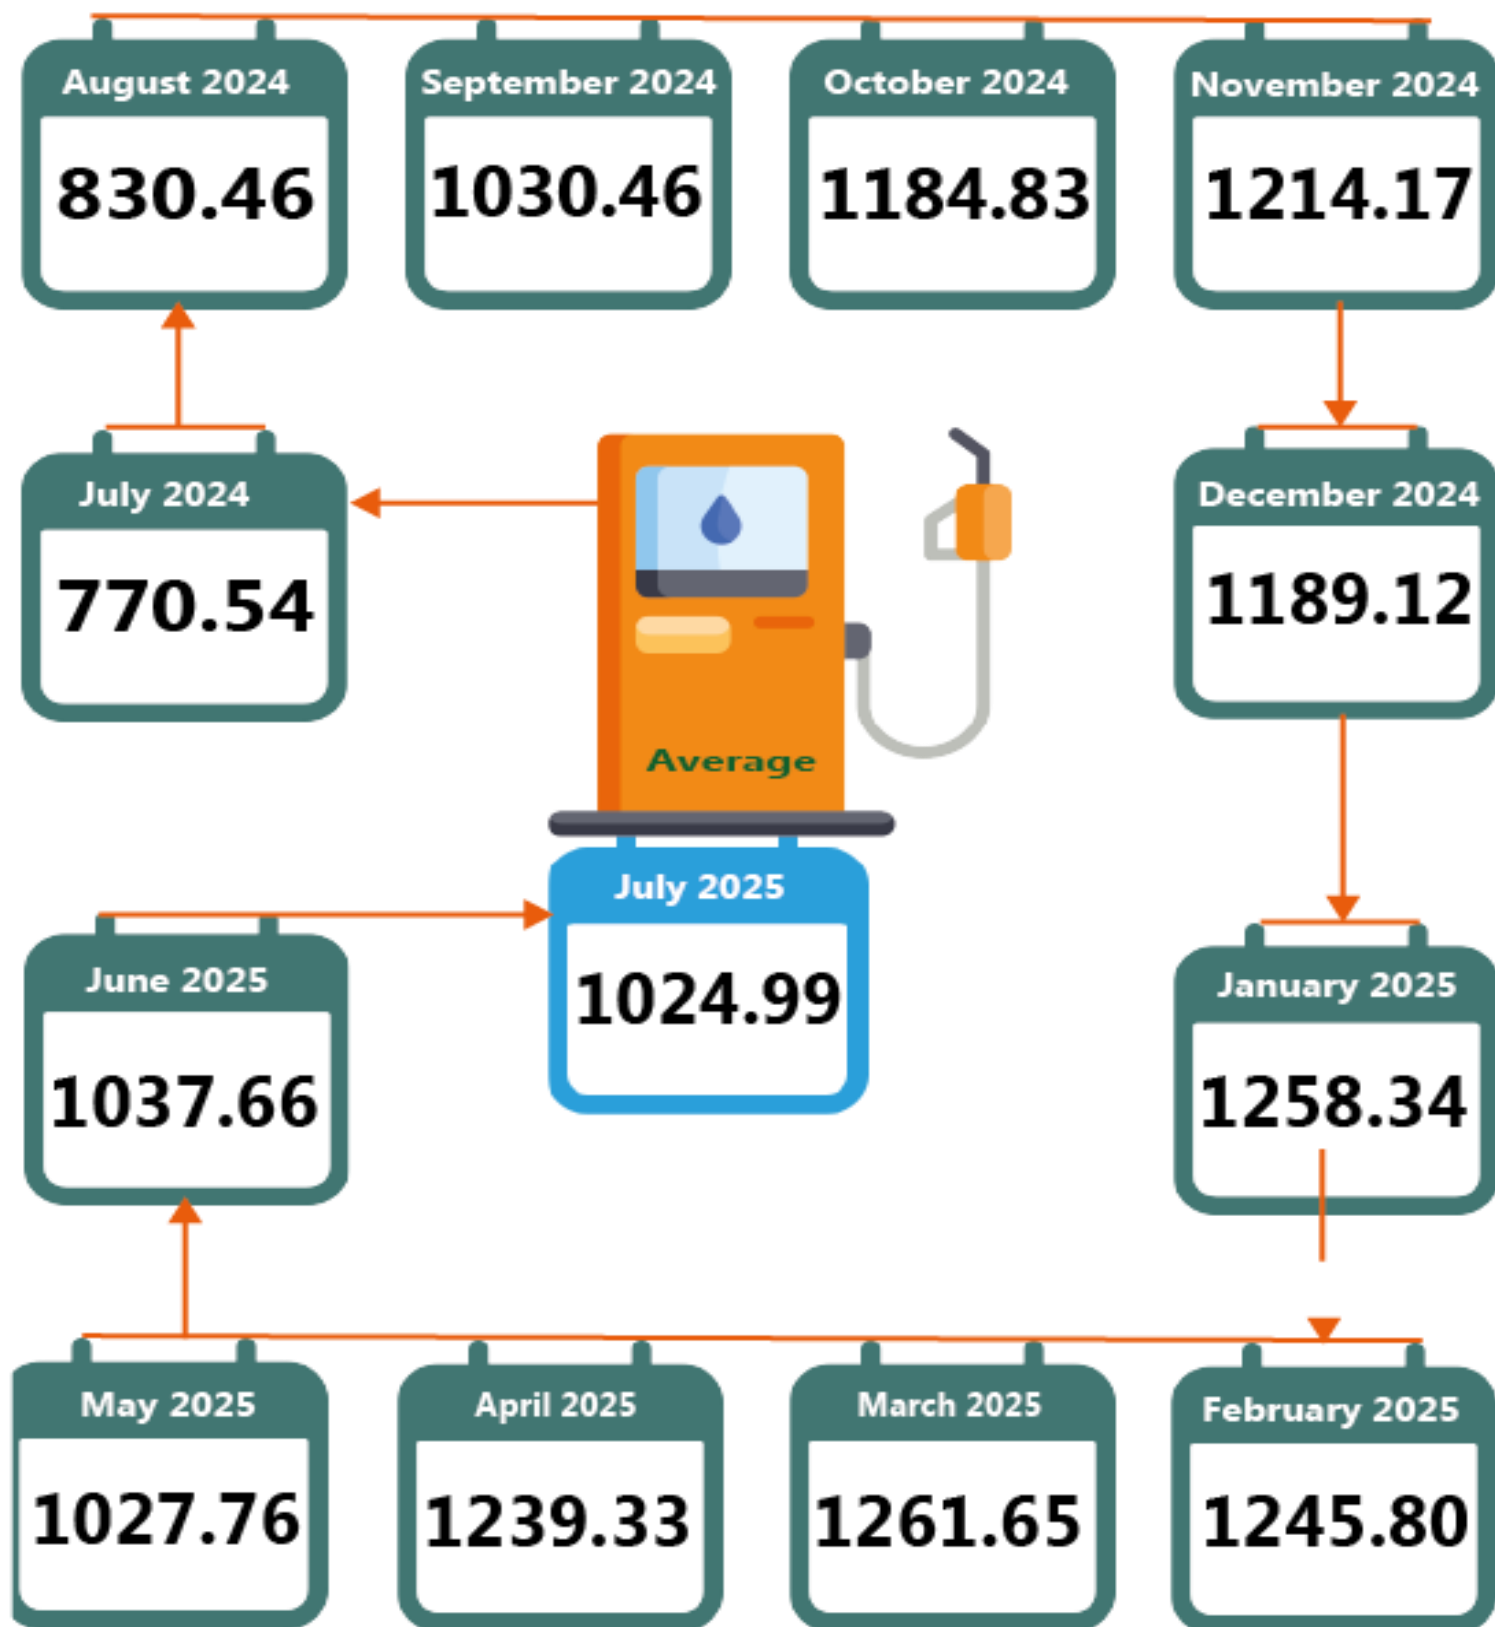 August 2024
830.46
September 2024
1030.46
October 2024
1184.83
November 2024
1214.17
July 2024
770.54
December 2024
1189.12
Average
July 2025
1024.99
June 2025
1037.66
January 2025
1258.34
May 2025
1027.76
April 2025
1239.33
March 2025
1261.65
February 2025
1245.80